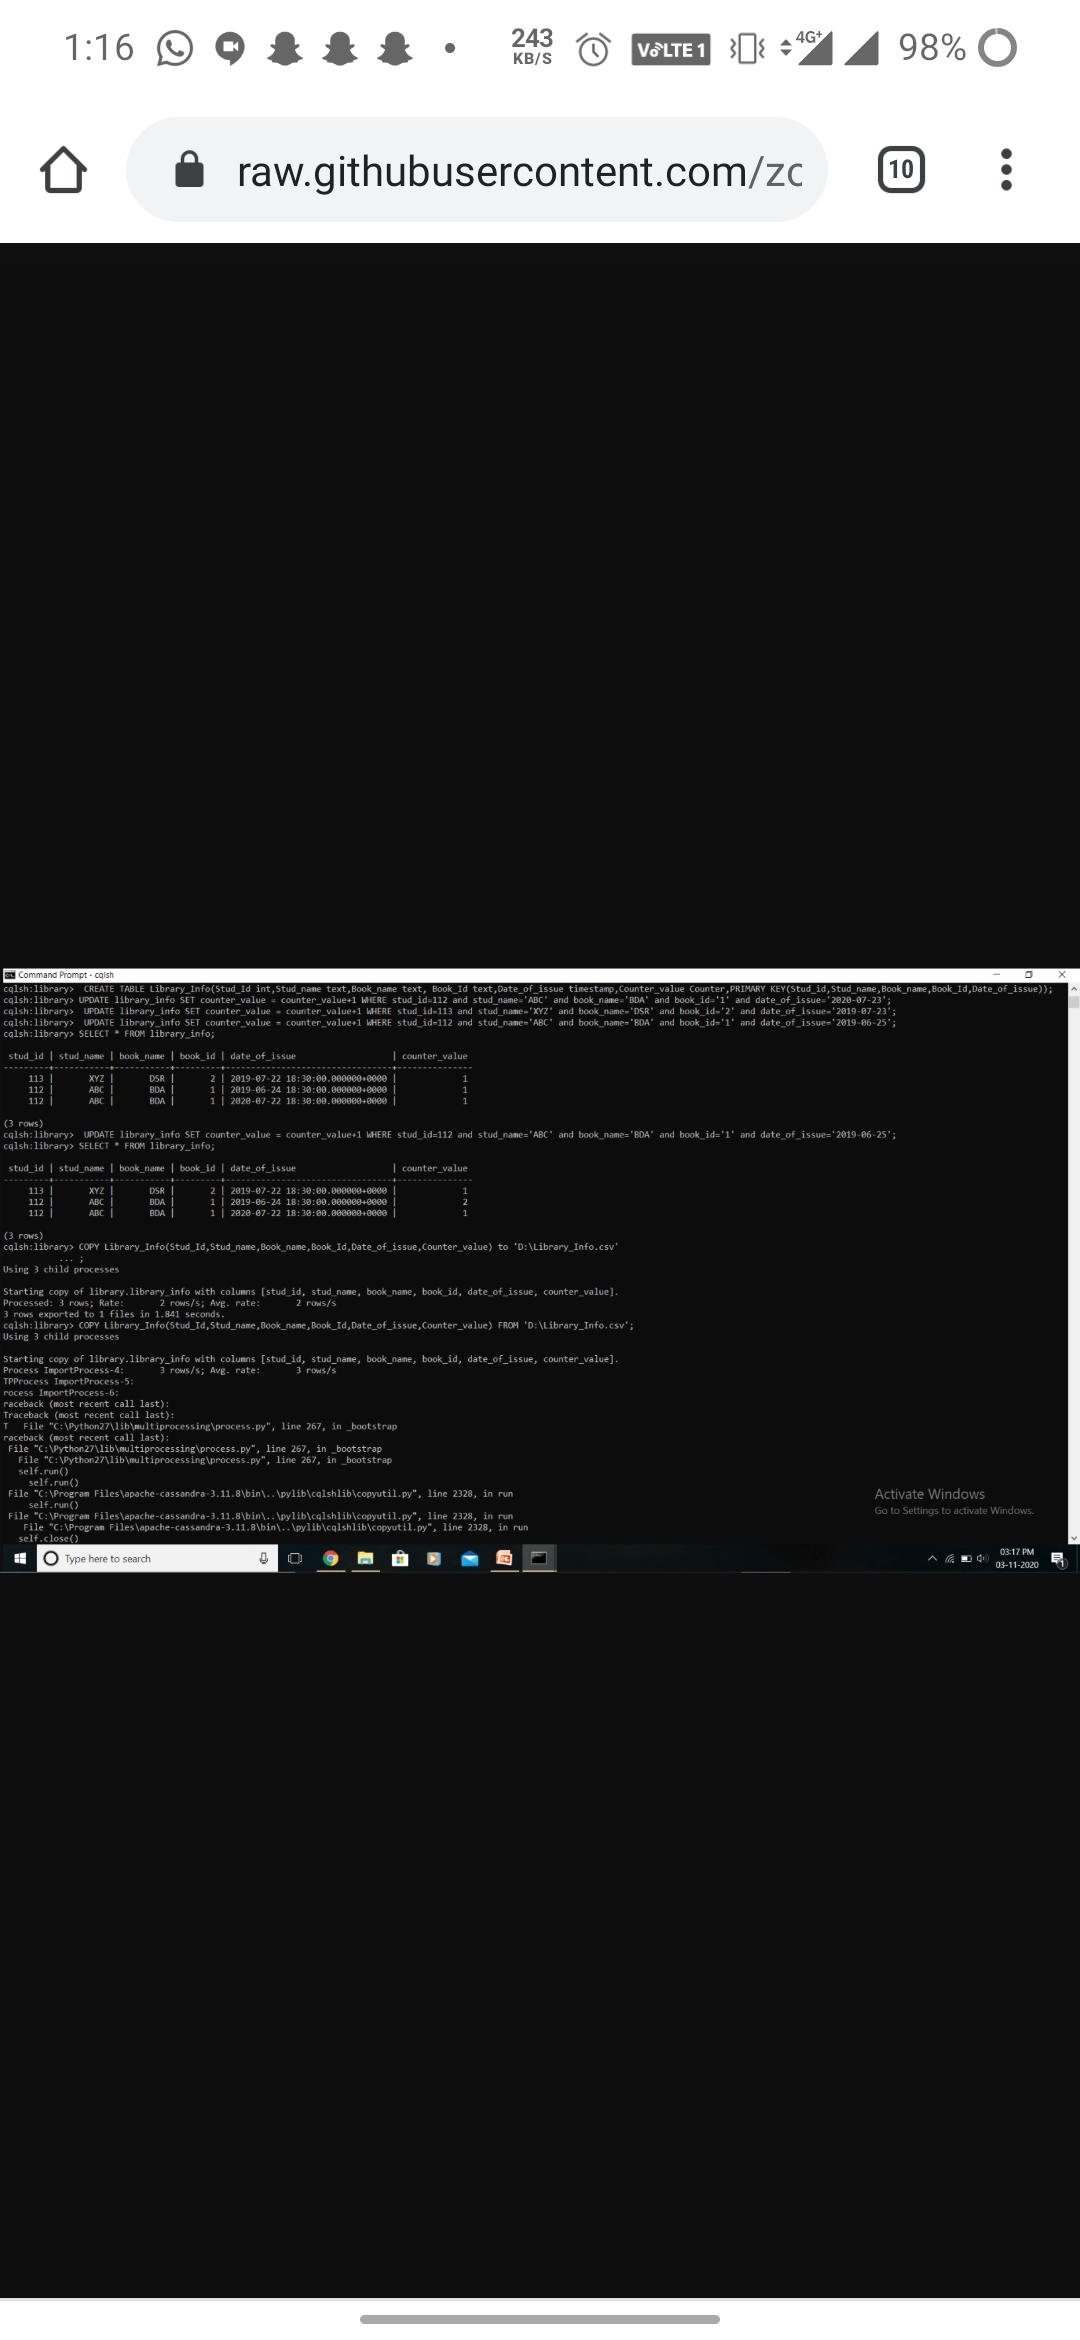 1:16 243 KB/S VoLTE 1 4G+ 98%
raw.githubusercontent.com/zc 10
Command Prompt - cqlsh
cqlsh:library>  CREATE TABLE Library_Info(Stud_Id int,Stud_name text,Book_name text, Book_Id text,Date_of_issue timestamp,Counter_value Counter,PRIMARY KEY(Stud_id,Stud_name,Book_name,Book_Id,Date_of_issue));
cqlsh:library> UPDATE library_info SET counter_value = counter_value+1 WHERE stud_id=112 and stud_name='ABC' and book_name='BDA' and book_id='1' and date_of_issue='2020-07-23';
cqlsh:library>  UPDATE library_info SET counter_value = counter_value+1 WHERE stud_id=113 and stud_name='XYZ' and book_name='DSR' and book_id='2' and date_of_issue='2019-07-23';
cqlsh:library>  UPDATE library_info SET counter_value = counter_value+1 WHERE stud_id=112 and stud_name='ABC' and book_name='BDA' and book_id='1' and date_of_issue='2019-06-25';
cqlsh:library> SELECT * FROM library_info;
stud_id | stud_name | book_name | book_id | date_of_issue | counter_value
113 | XYZ | DSR | 2 | 2019-07-22 18:30:00.000000+0000 | 1
112 | ABC | BDA | 1 | 2019-06-24 18:30:00.000000+0000 | 1
112 | ABC | BDA | 1 | 2020-07-22 18:30:00.000000+0000 | 1
(3 rows)
cqlsh:library>  UPDATE library_info SET counter_value = counter_value+1 WHERE stud_id=112 and stud_name='ABC' and book_name='BDA' and book_id='1' and date_of_issue='2019-06-25';
cqlsh:library> SELECT * FROM library_info;
stud_id | stud_name | book_name | book_id | date_of_issue | counter_value
113 | XYZ | DSR | 2 | 2019-07-22 18:30:00.000000+0000 | 1
112 | ABC | BDA | 1 | 2019-06-24 18:30:00.000000+0000 | 2
112 | ABC | BDA | 1 | 2020-07-22 18:30:00.000000+0000 | 1
(3 rows)
cqlsh:library> COPY Library_Info(Stud_Id,Stud_name,Book_name,Book_Id,Date_of_issue,Counter_value) to 'D:\Library_Info.csv'
... ;
Using 3 child processes
Starting copy of library.library_info with columns [stud_id, stud_name, book_name, book_id, date_of_issue, counter_value].
Processed: 3 rows; Rate: 2 rows/s; Avg. rate: 2 rows/s
3 rows exported to 1 files in 1.841 seconds.
cqlsh:library> COPY Library_Info(Stud_Id,Stud_name,Book_name,Book_Id,Date_of_issue,Counter_value) FROM 'D:\Library_Info.csv';
Using 3 child processes
Starting copy of library.library_info with columns [stud_id, stud_name, book_name, book_id, date_of_issue, counter_value].
Process ImportProcess-4: 3 rows/s; Avg. rate: 3 rows/s
TPProcess ImportProcess-5:
rocess ImportProcess-6:
raceback (most recent call last):
Traceback (most recent call last):
T   File "C:\Python27\lib\multiprocessing\process.py", line 267, in _bootstrap
raceback (most recent call last):
File "C:\Python27\lib\multiprocessing\process.py", line 267, in _bootstrap
File "C:\Python27\lib\multiprocessing\process.py", line 267, in _bootstrap
self.run()
self.run()
File "C:\Program Files\apache-cassandra-3.11.8\bin\..\pylib\cqlshlib\copyutil.py", line 2328, in run
self.run()
File "C:\Program Files\apache-cassandra-3.11.8\bin\..\pylib\cqlshlib\copyutil.py", line 2328, in run
File "C:\Program Files\apache-cassandra-3.11.8\bin\..\pylib\cqlshlib\copyutil.py", line 2328, in run
self.close()
Activate Windows
Go to Settings to activate Windows.
Type here to search
03:17 PM
03-11-2020
1